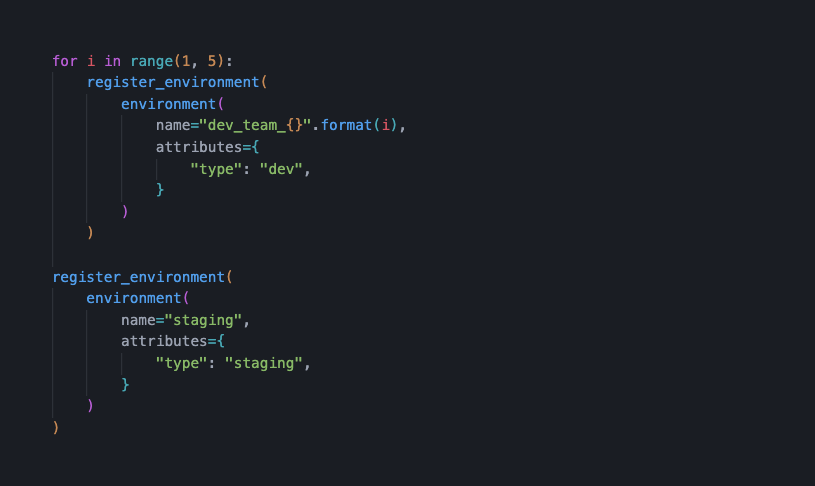 for i in range(1, 5):
    register_environment(
        environment(
            name="dev_team_{}".format(i),
            attributes={
                "type": "dev",
            }
        )
    )

register_environment(
    environment(
        name="staging",
        attributes={
            "type": "staging",
        }
    )
)